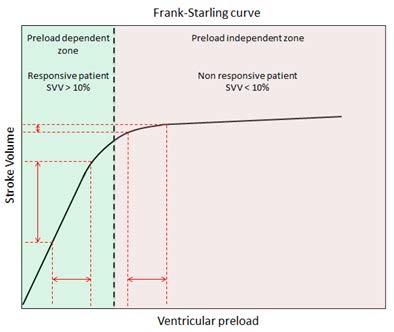 Frank-Starling curve
Preload dependent
zone
Responsive patient
SVV > 10%
Preload independent zone
Non responsive patient
SVV < 10%
Stroke Volume
Ventricular preload